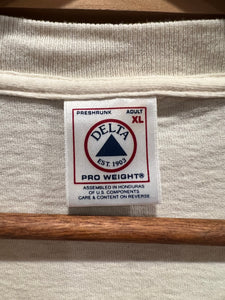 PRESHRUNK ADULT
XL
DELTA
EST. 1903
PRO WEIGHT®
ASSEMBLED IN HONDURAS
OF U.S. COMPONENTS
CARE & CONTENT ON REVERSE